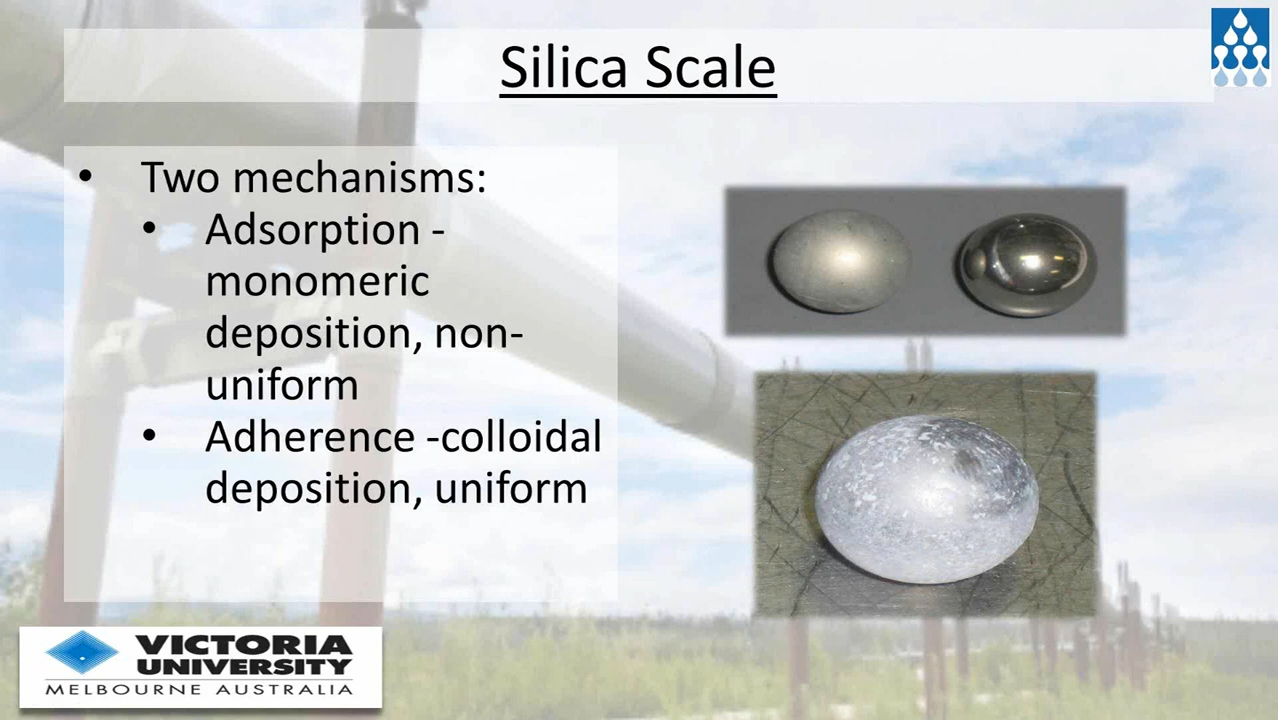 Silica Scale
• Two mechanisms:
• Adsorption -
monomeric
deposition, non-
uniform
• Adherence -colloidal
deposition, uniform
VICTORIA
UNIVERSITY
MELBOURNE AUSTRALIA